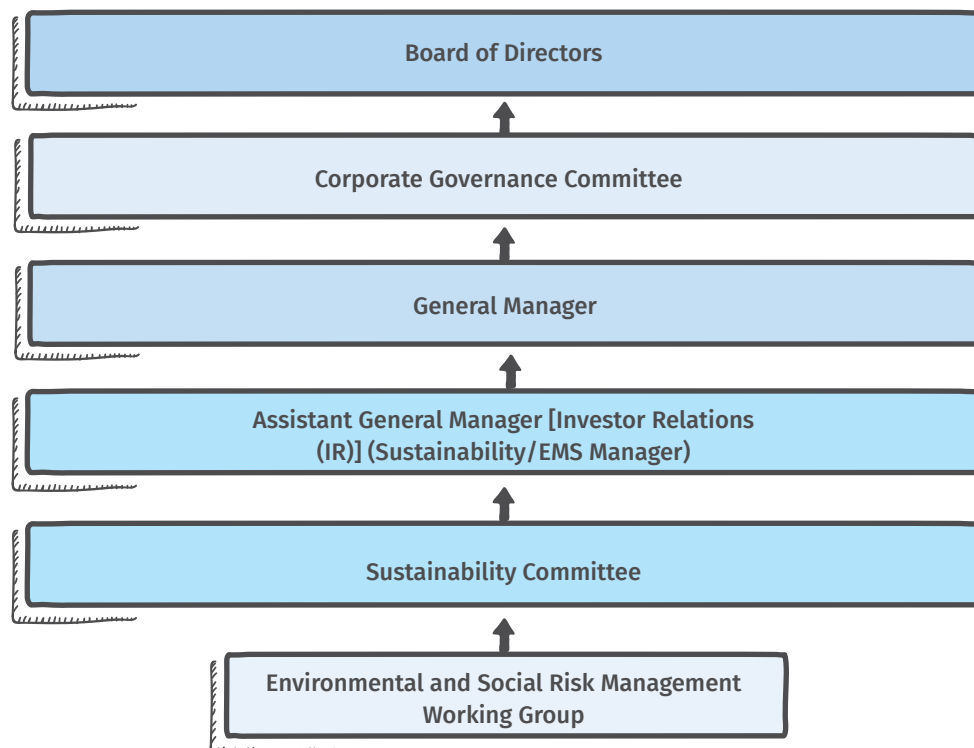 Board of Directors
Corporate Governance Committee
General Manager
Assistant General Manager [Investor Relations
(IR)] (Sustainability/EMS Manager)
Sustainability Committee
Environmental and Social Risk Management
Working Group